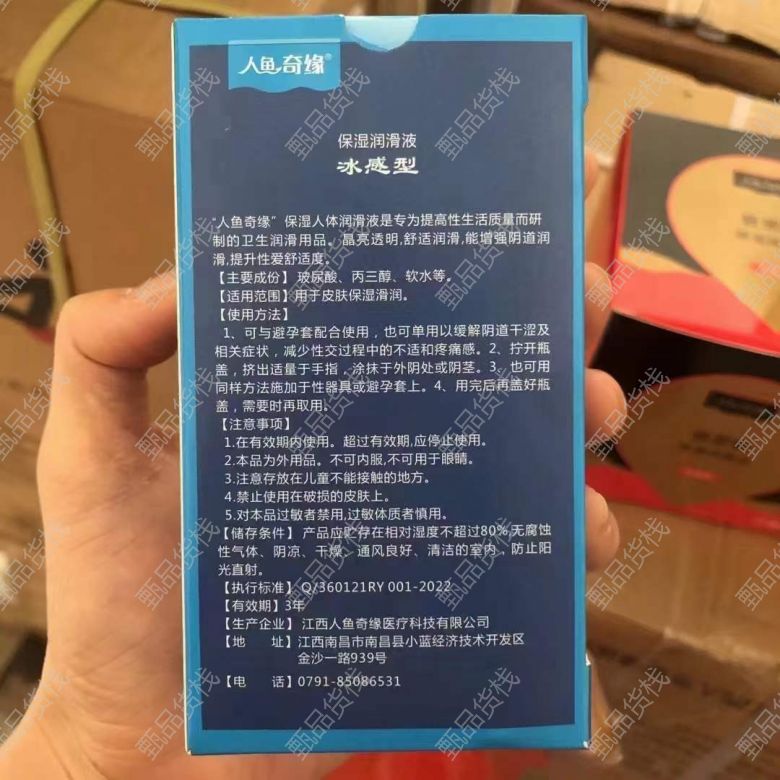 人鱼奇缘®
保湿润滑液
冰感型
“人鱼奇缘”保湿人体润滑液是专为提高性生活质量而研
制的卫生润滑用品。晶亮透明,舒适润滑,能增强阴道润
滑,提升性爱舒适度。
【主要成份】玻尿酸、丙三醇、软水等。
【适用范围】用于皮肤保湿滑润。
【使用方法】
1、可与避孕套配合使用，也可单用以缓解阴道干涩及
相关症状，减少性交过程中的不适和疼痛感。2、拧开瓶
盖，挤出适量于手指，涂抹于外阴处或阴茎。3、也可用
同样方法施加于性器具或避孕套上。4、用完后再盖好瓶
盖，需要时再取用。
【注意事项】
1.在有效期内使用。超过有效期,应停止使用。
2.本品为外用品。不可内服,不可用于眼睛。
3.注意存放在儿童不能接触的地方。
4.禁止使用在破损的皮肤上。
5.对本品过敏者禁用,过敏体质者慎用。
【储存条件】产品应贮存在相对湿度不超过80%,无腐蚀
性气体、阴凉、干燥、通风良好、清洁的室内，防止阳
光直射。
【执行标准】Q/360121RY 001-2022
【有效期】3年
【生产企业】江西人鱼奇缘医疗科技有限公司
【地 址】江西南昌市南昌县小蓝经济技术开发区
金沙一路939号
【电 话】0791-85086531
甄品货栈